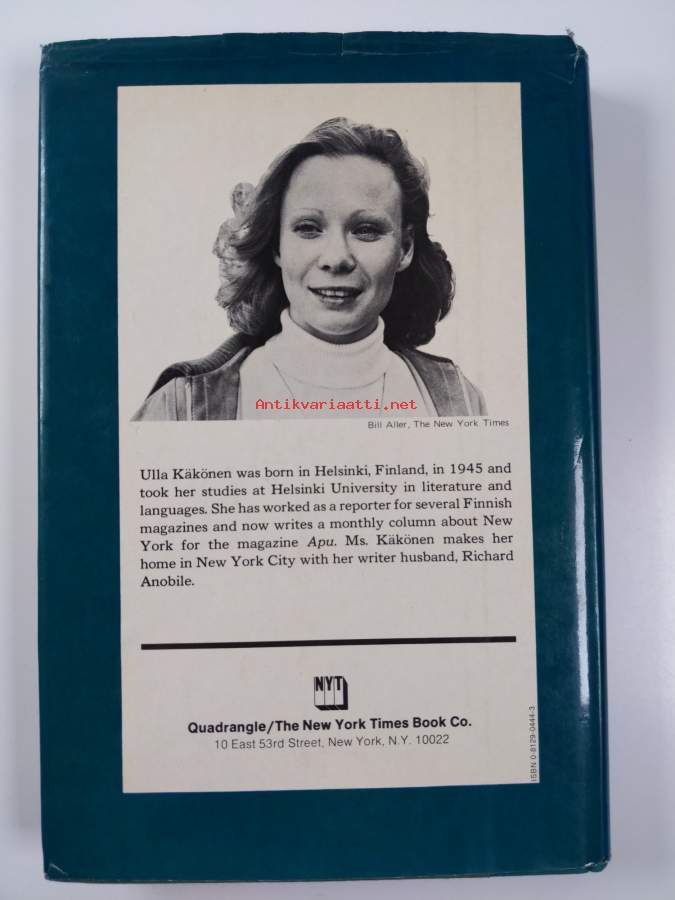 Antikvariaatti.net
Bill Aller, The New York Times
Ulla Käkönen was born in Helsinki, Finland, in 1945 and
took her studies at Helsinki University in literature and
languages. She has worked as a reporter for several Finnish
magazines and now writes a monthly column about New
York for the magazine Apu. Ms. Käkönen makes her
home in New York City with her writer husband, Richard
Anobile.
NYT
Quadrangle/The New York Times Book Co.
10 East 53rd Street, New York, N.Y. 10022
ISBN 0-8129-0444-3